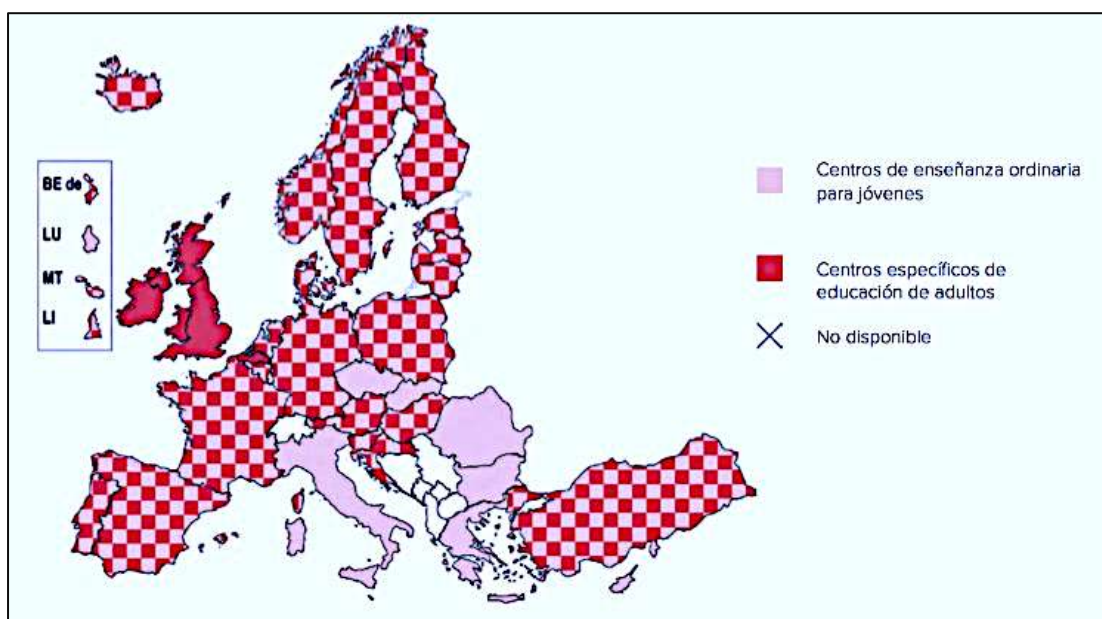 BE de
LU
MT
LI
Centros de enseñanza ordinaria
para jóvenes
Centros específicos de
educación de adultos
No disponible